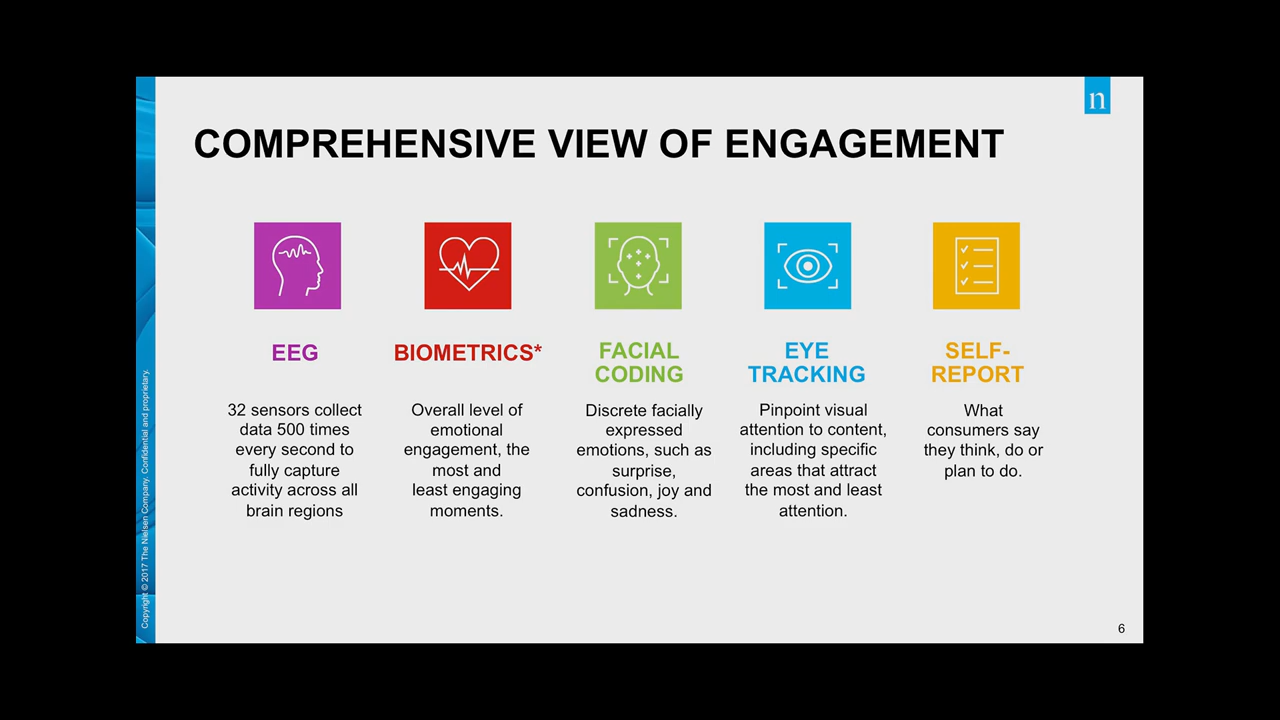 n
COMPREHENSIVE VIEW OF ENGAGEMENT
EEG
32 sensors collect
data 500 times
every second to
fully capture
activity across all
brain regions
BIOMETRICS*
Overall level of
emotional
engagement, the
most and
least engaging
moments.
FACIAL
CODING
Discrete facially
expressed
emotions, such as
surprise,
confusion, joy and
sadness.
EYE
TRACKING
Pinpoint visual
attention to content,
including specific
areas that attract
the most and least
attention.
SELF-
REPORT
What
consumers say
they think, do or
plan to do.
Copyright © 2017 The Nielsen Company. Confidential and proprietary.
6